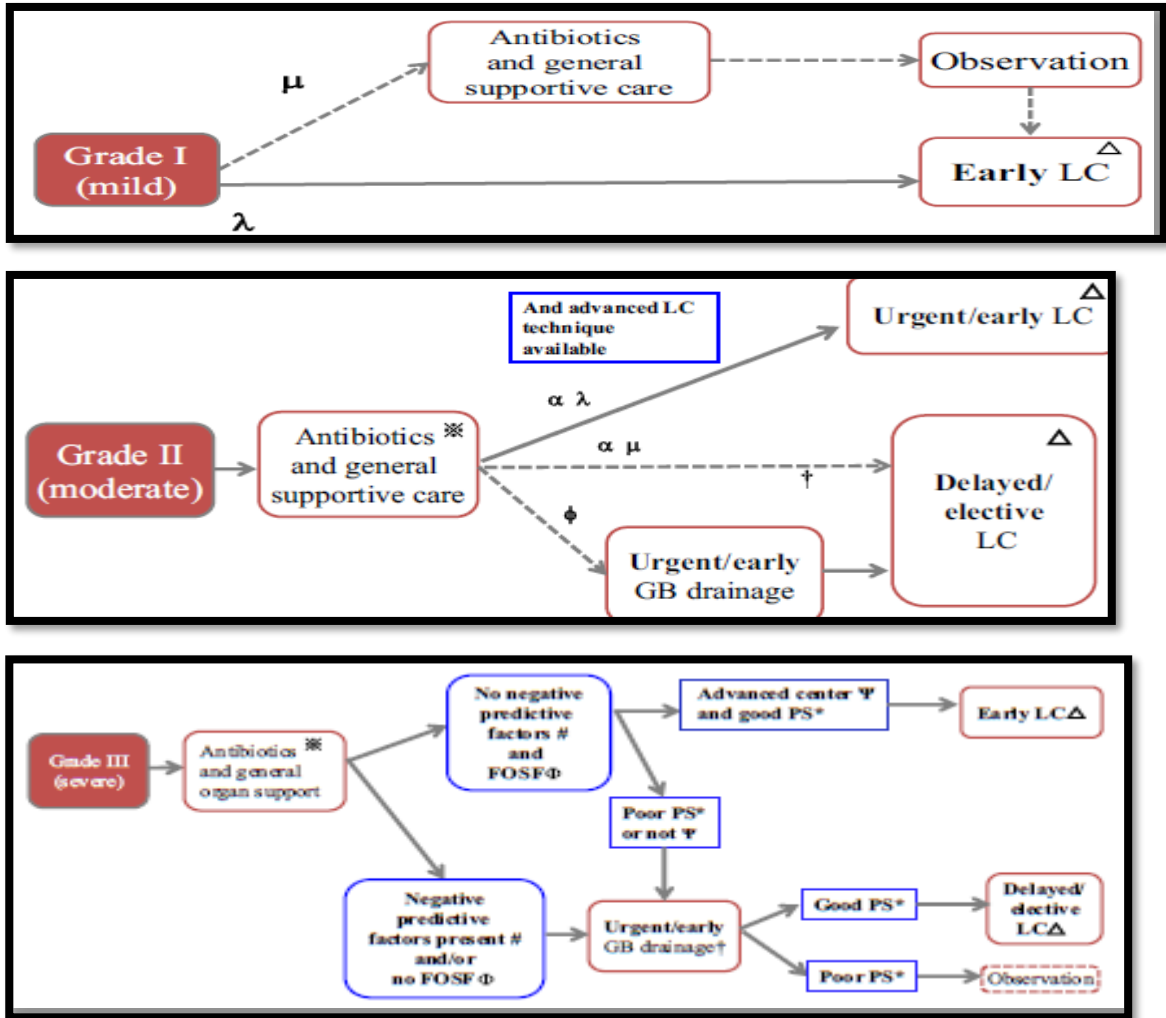 Antibiotics
and general
supportive care
Observation
μ
Grade I
(mild)
△
Early LC
λ
And advanced LC
technique
available
△
Urgent/early LC
α λ
Grade II
(moderate)
Antibiotics ※
and general
supportive care
α μ
†
△
Delayed/
elective
LC
ϕ
Urgent/early
GB drainage
No negative
predictive
factors #
and
FOSFΦ
Advanced center Ψ
and good PS*
Early LC△
Grade III
(severe)
Antibiotics ※
and general
organ support
Poor PS*
or not Ψ
Negative
predictive
factors present #
and/or
no FOSF Φ
Urgent/early
GB drainage†
Good PS*
Delayed/
elective
LC△
Poor PS*
Observation